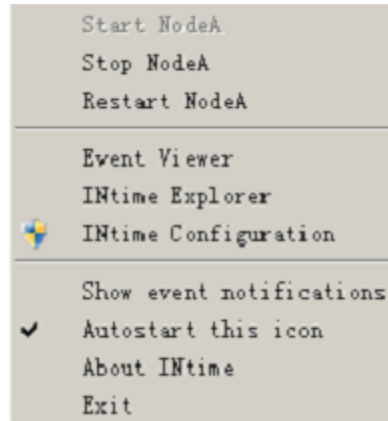 Start NodeA
Stop NodeA
Restart NodeA
Event Viewer
INtime Explorer
INtime Configuration
Show event notifications
Autostart this icon
About INtime
Exit